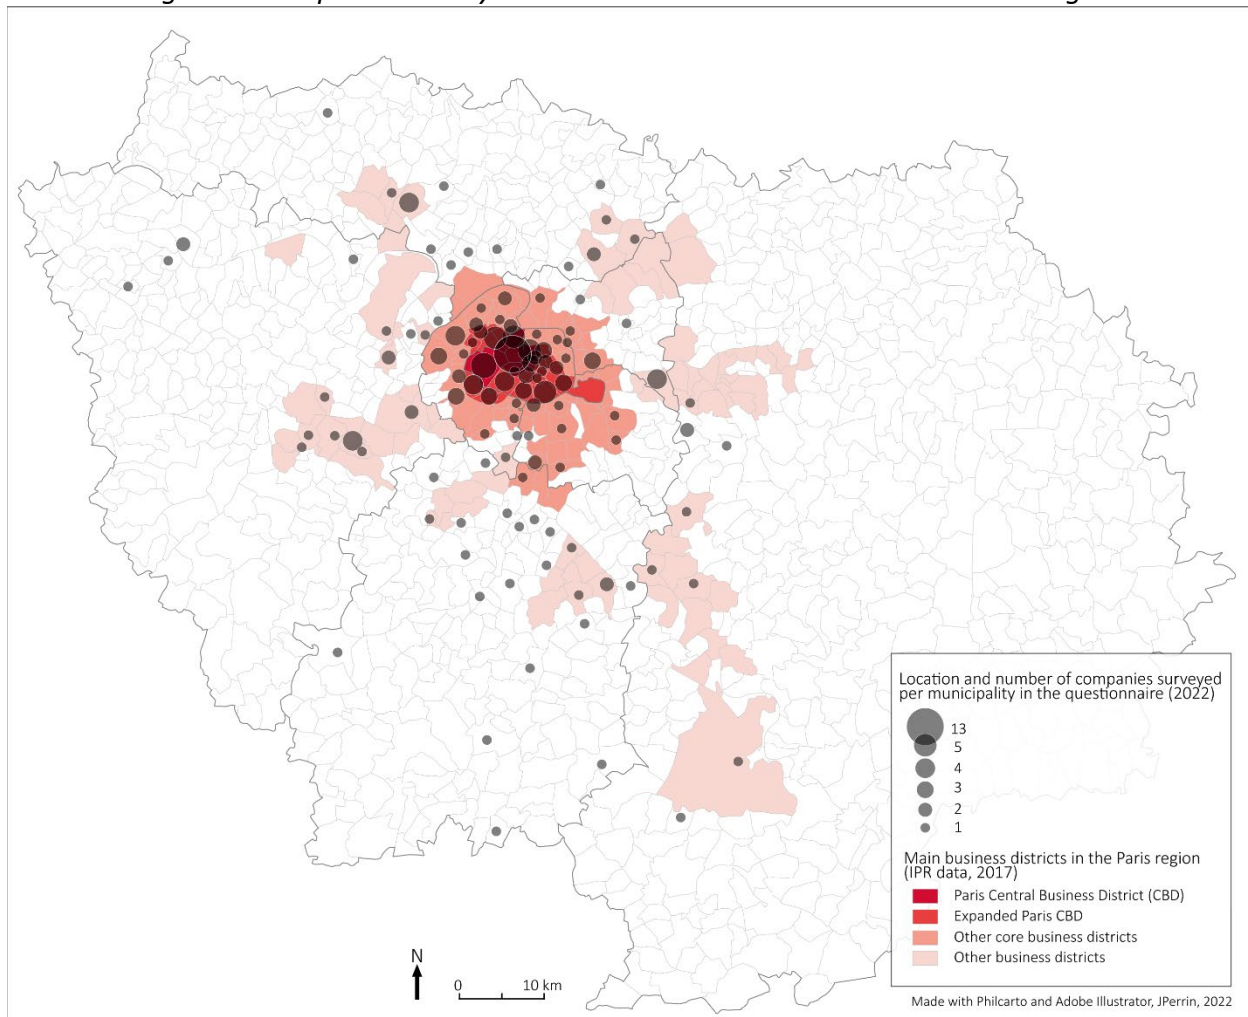 Location and number of companies surveyed
per municipality in the questionnaire (2022)
13
5
4
3
2
1
Main business districts in the Paris region
(IPR data, 2017)
Paris Central Business District (CBD)
Expanded Paris CBD
Other core business districts
Other business districts
N
0 10 km
Made with Philcarto and Adobe Illustrator, JPerrin, 2022